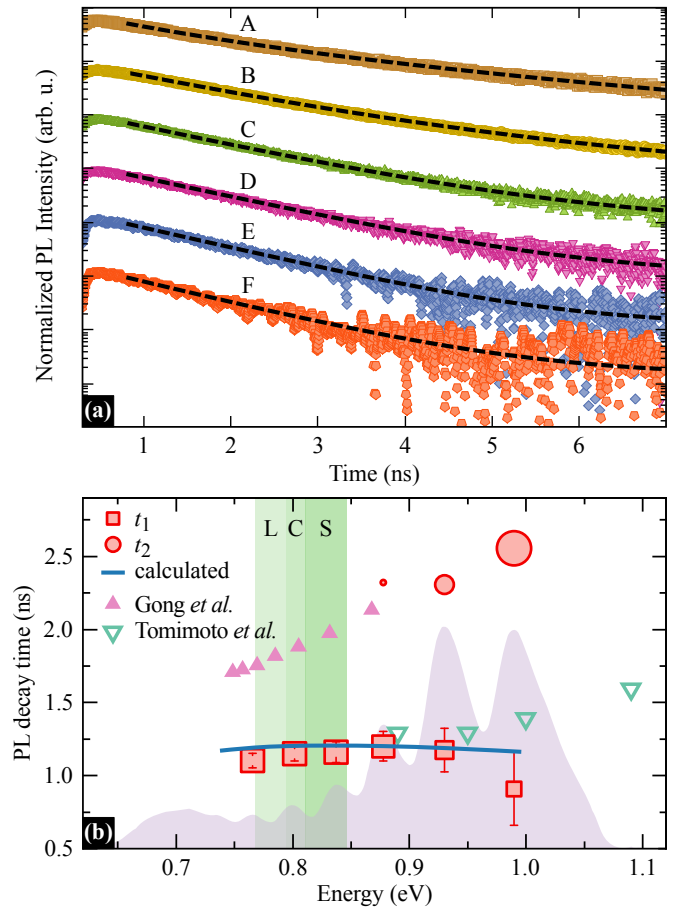 Normalized PL Intensity (arb. u.)
A
B
C
D
E
F
(a)
1 2 3 4 5 6
Time (ns)
PL decay time (ns)
2.5
2.0
1.5
1.0
0.5
t1
t2
calculated
Gong et al.
Tomimoto et al.
L C S
(b)
0.7 0.8 0.9 1.0 1.1
Energy (eV)